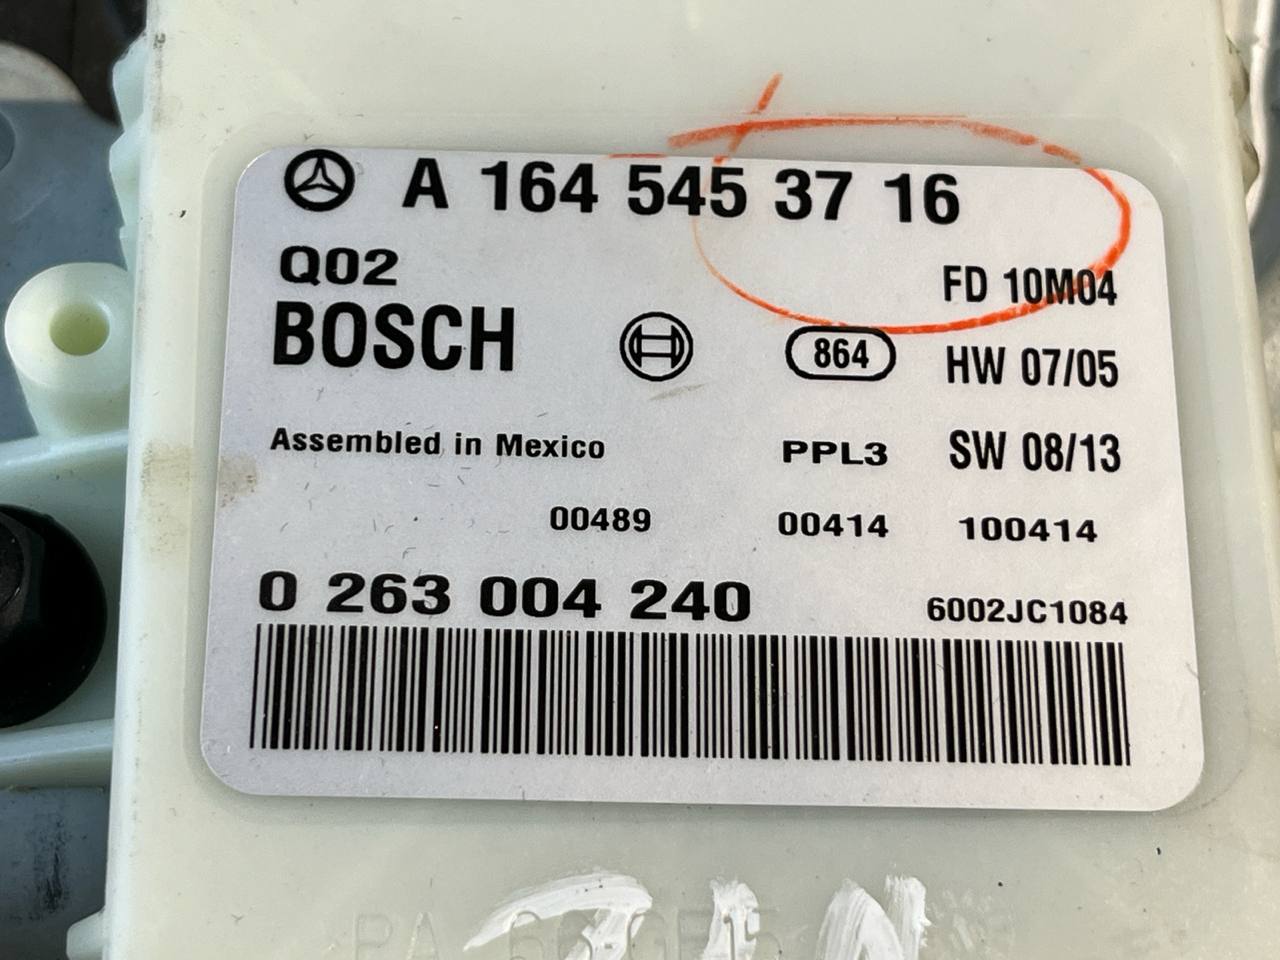 A 164 545 37 16
Q02
FD 10M04
BOSCH
864
HW 07/05
Assembled in Mexico
PPL3
SW 08/13
00489
00414
100414
0 263 004 240
6002JC1084